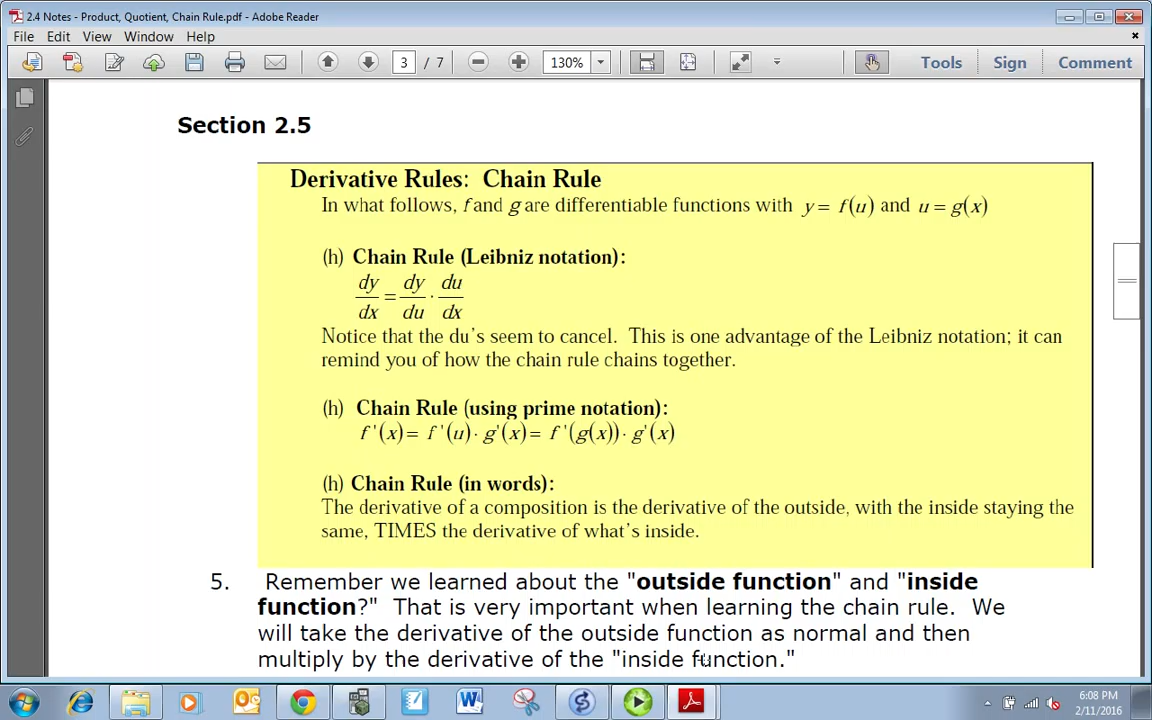 2.4 Notes - Product, Quotient, Chain Rule.pdf - Adobe Reader
File Edit View Window Help
3 / 7 130% Tools Sign Comment
Section 2.5
Derivative Rules: Chain Rule
In what follows, f and g are differentiable functions with y = f(u) and u = g(x)
(h) Chain Rule (Leibniz notation):
dy/dx = dy/du · du/dx
Notice that the du's seem to cancel. This is one advantage of the Leibniz notation; it can
remind you of how the chain rule chains together.
(h) Chain Rule (using prime notation):
f '(x) = f '(u) · g'(x) = f '(g(x)) · g'(x)
(h) Chain Rule (in words):
The derivative of a composition is the derivative of the outside, with the inside staying the
same, TIMES the derivative of what's inside.
5. Remember we learned about the "outside function" and "inside
function?" That is very important when learning the chain rule. We
will take the derivative of the outside function as normal and then
multiply by the derivative of the "inside function."
6:08 PM
2/11/2016